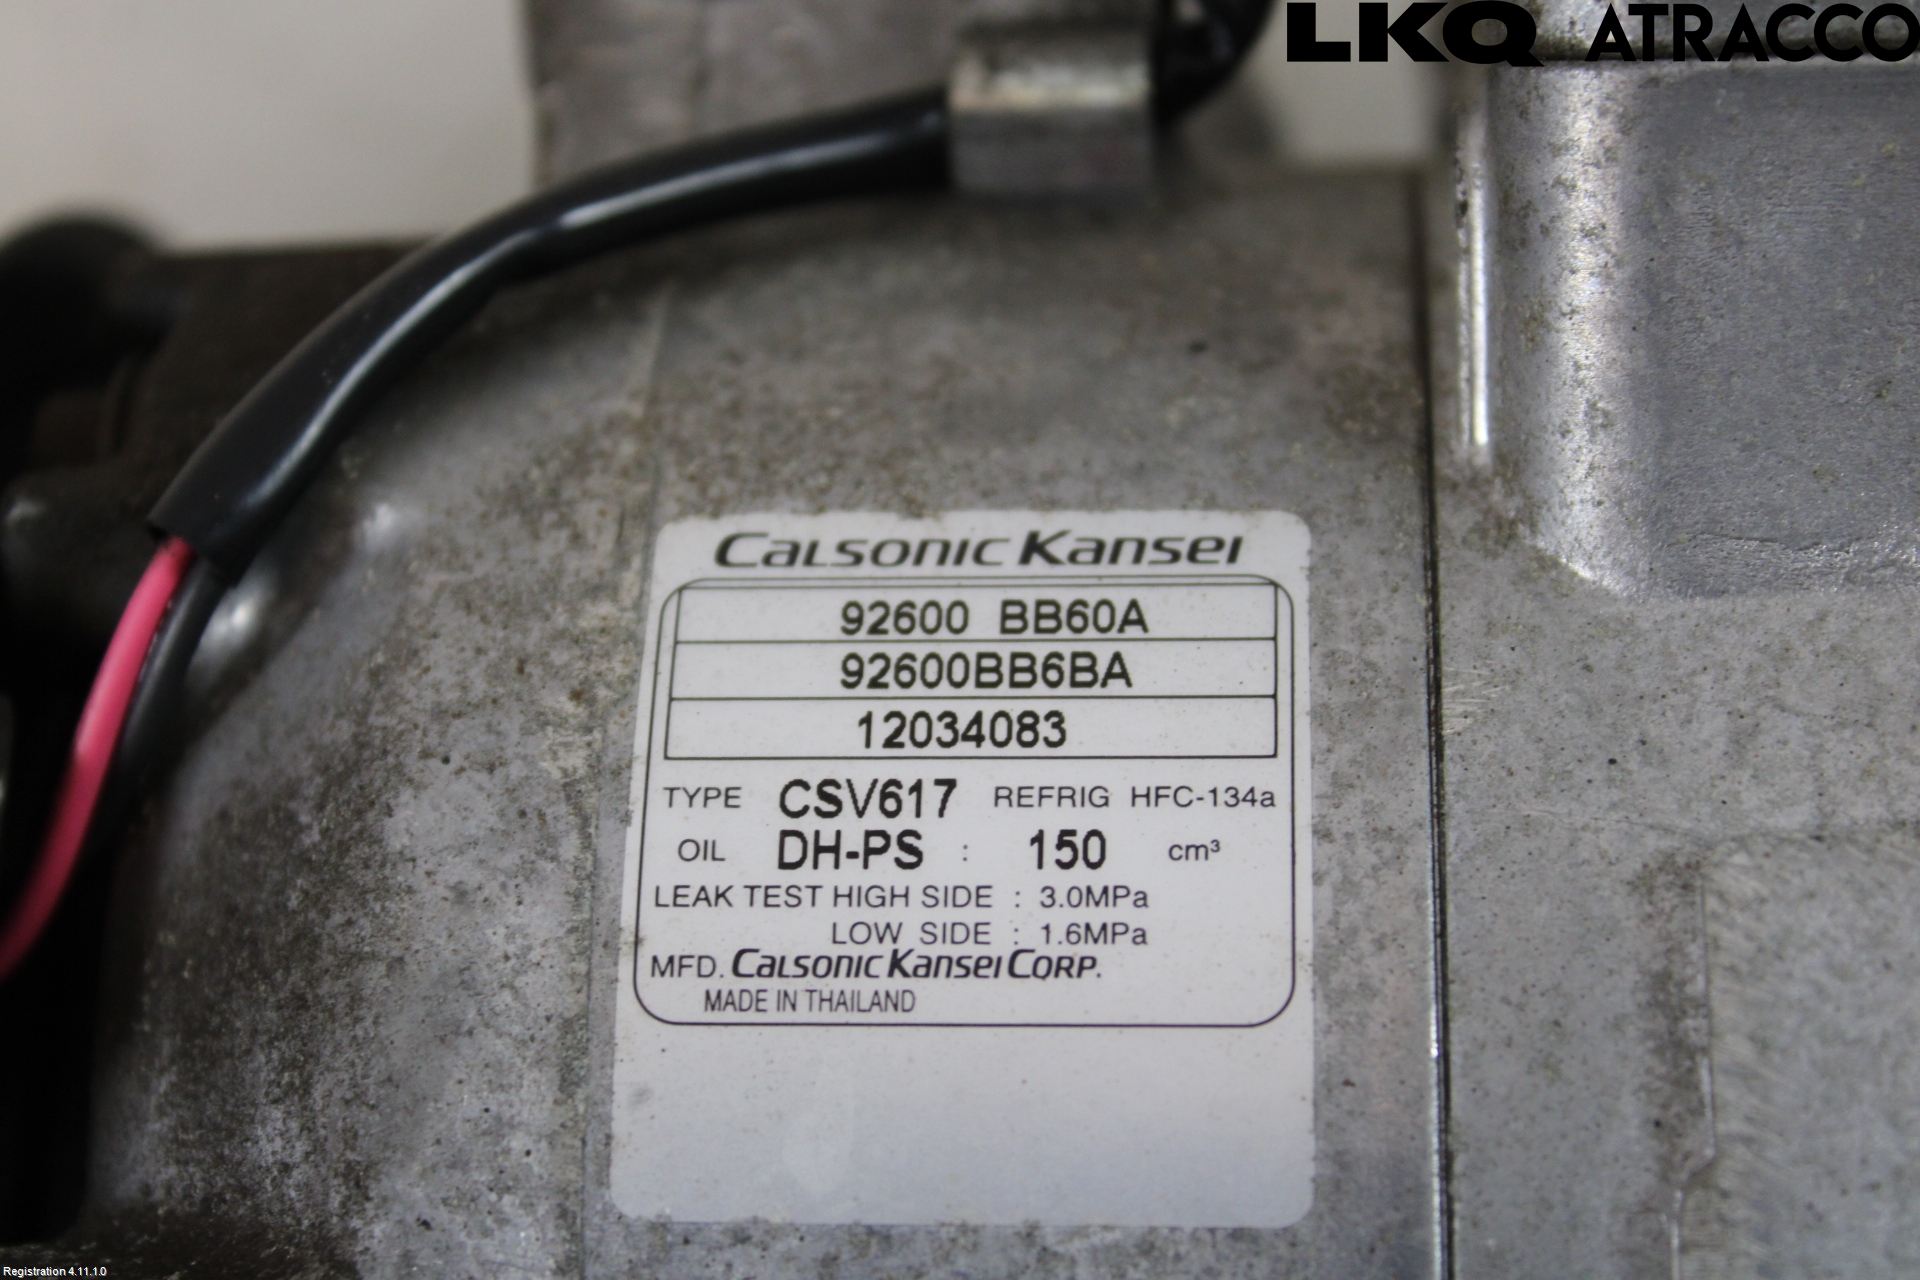 LKQ ATRACCO
CALSONIC KANSEI
92600 BB60A
92600BB6BA
12034083
TYPE CSV617 REFRIG HFC-134a
OIL DH-PS : 150 cm³
LEAK TEST HIGH SIDE : 3.0MPa
LOW SIDE : 1.6MPa
MFD. CALSONIC KANSEI CORP.
MADE IN THAILAND
Registration 4.11.1.0